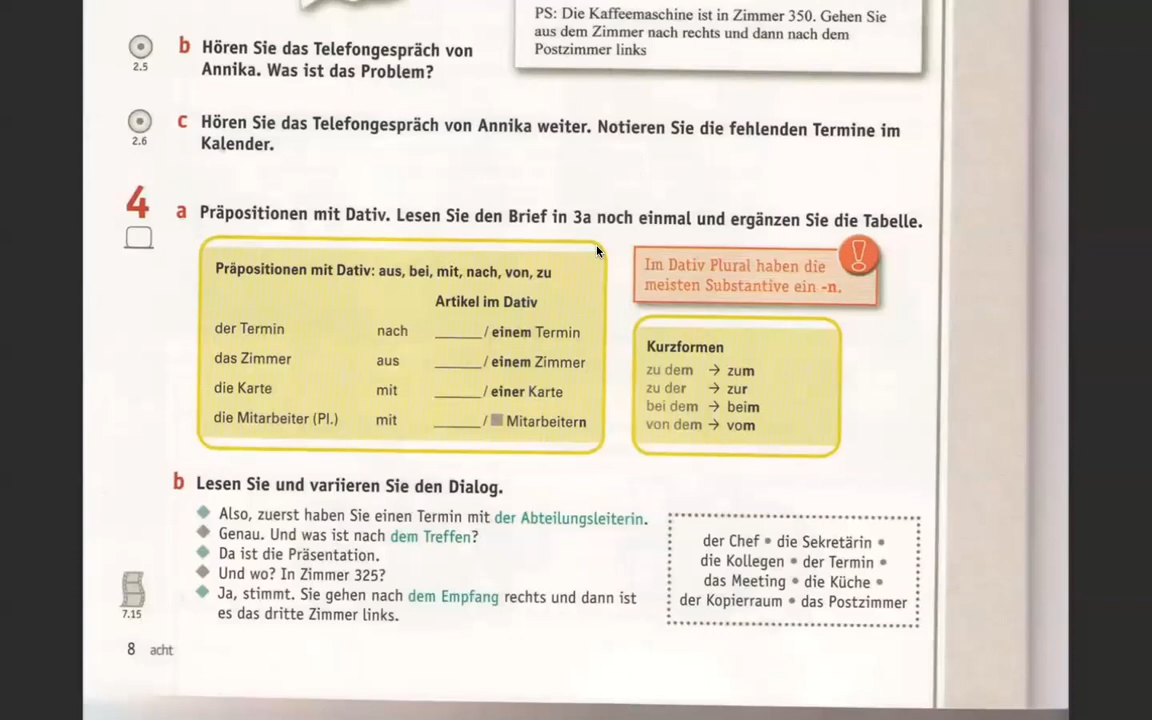 PS: Die Kaffeemaschine ist in Zimmer 350. Gehen Sie
aus dem Zimmer nach rechts und dann nach dem
Postzimmer links
2.5
b Hören Sie das Telefongespräch von
Annika. Was ist das Problem?
2.6
c Hören Sie das Telefongespräch von Annika weiter. Notieren Sie die fehlenden Termine im
Kalender.
4
a Präpositionen mit Dativ. Lesen Sie den Brief in 3a noch einmal und ergänzen Sie die Tabelle.
Präpositionen mit Dativ: aus, bei, mit, nach, von, zu
Artikel im Dativ
der Termin nach ______/ einem Termin
das Zimmer aus ______/ einem Zimmer
die Karte mit ______/ einer Karte
die Mitarbeiter (Pl.) mit ______/ Mitarbeitern
Im Dativ Plural haben die
meisten Substantive ein -n.
!
Kurzformen
zu dem → zum
zu der → zur
bei dem → beim
von dem → vom
b Lesen Sie und variieren Sie den Dialog.
Also, zuerst haben Sie einen Termin mit der Abteilungsleiterin.
Genau. Und was ist nach dem Treffen?
Da ist die Präsentation.
Und wo? In Zimmer 325?
Ja, stimmt. Sie gehen nach dem Empfang rechts und dann ist
es das dritte Zimmer links.
7.15
der Chef • die Sekretärin •
die Kollegen • der Termin •
das Meeting • die Küche •
der Kopierraum • das Postzimmer
8 acht